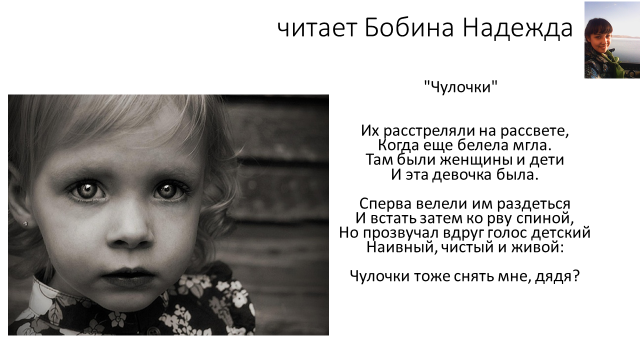 читает Бобина Надежда
"Чулочки"
Их расстреляли на рассвете,
Когда еще белела мгла.
Там были женщины и дети
И эта девочка была.
Сперва велели им раздеться
И встать затем ко рву спиной,
Но прозвучал вдруг голос детский
Наивный, чистый и живой:
Чулочки тоже снять мне, дядя?